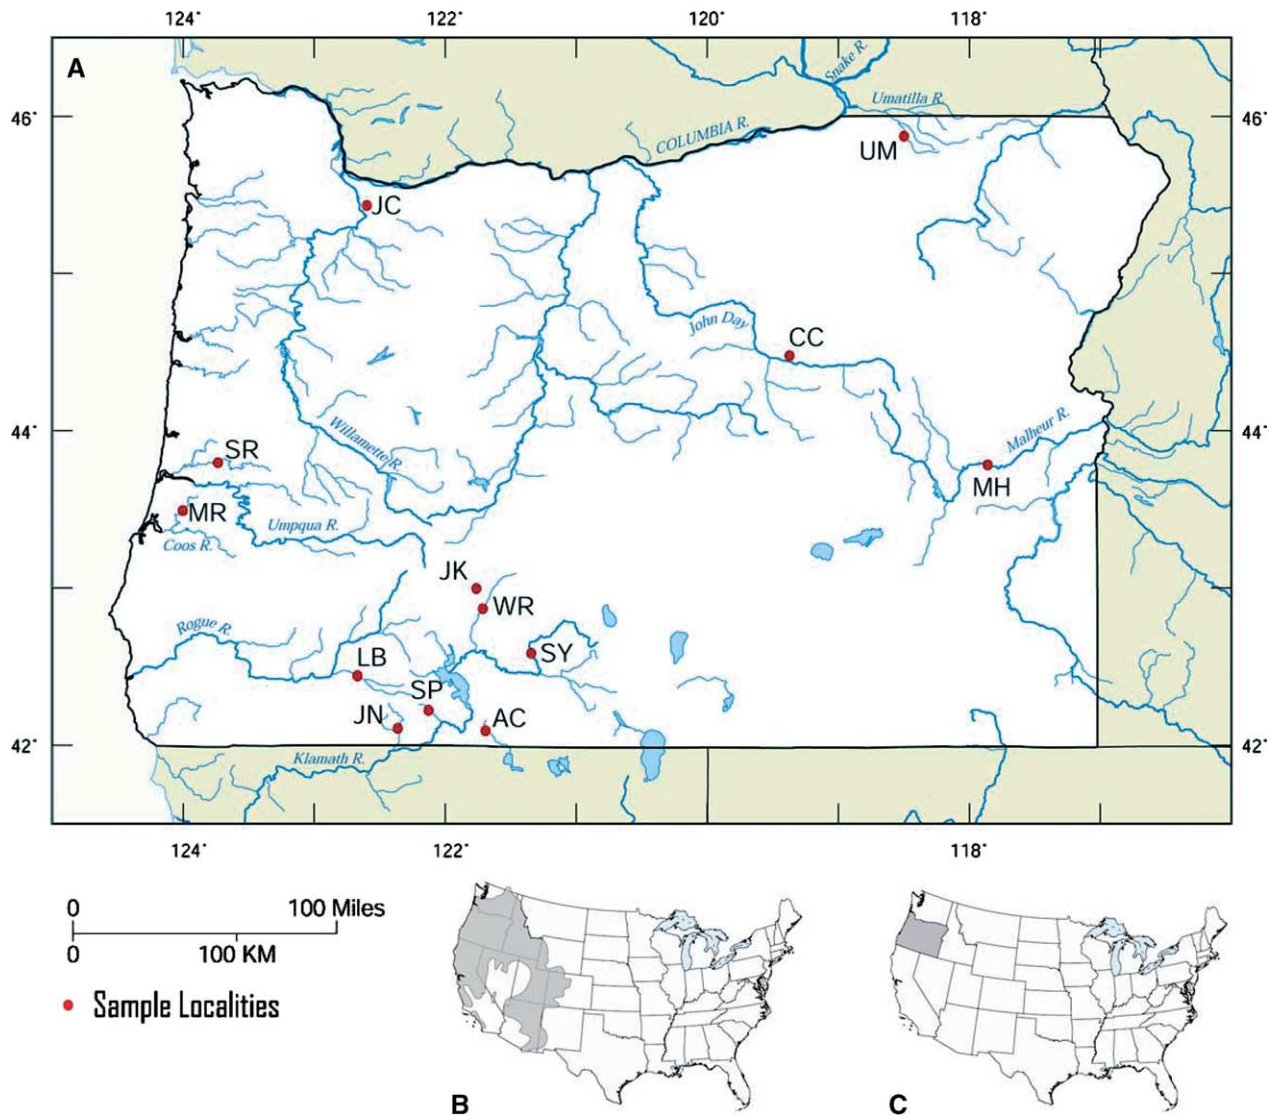 124°
122°
120°
118°
A
Snake R.
Umatilla R.
46°
46°
COLUMBIA R.
UM
JC
John Day
CC
Willamette R.
Malheur R.
44°
44°
SR
MH
MR
Umpqua R.
Coos R.
JK
WR
Rogue R.
LB
SY
SP
JN
AC
42°
42°
Klamath R.
124°
122°
118°
0
100 Miles
0
100 KM
Sample Localities
B
C